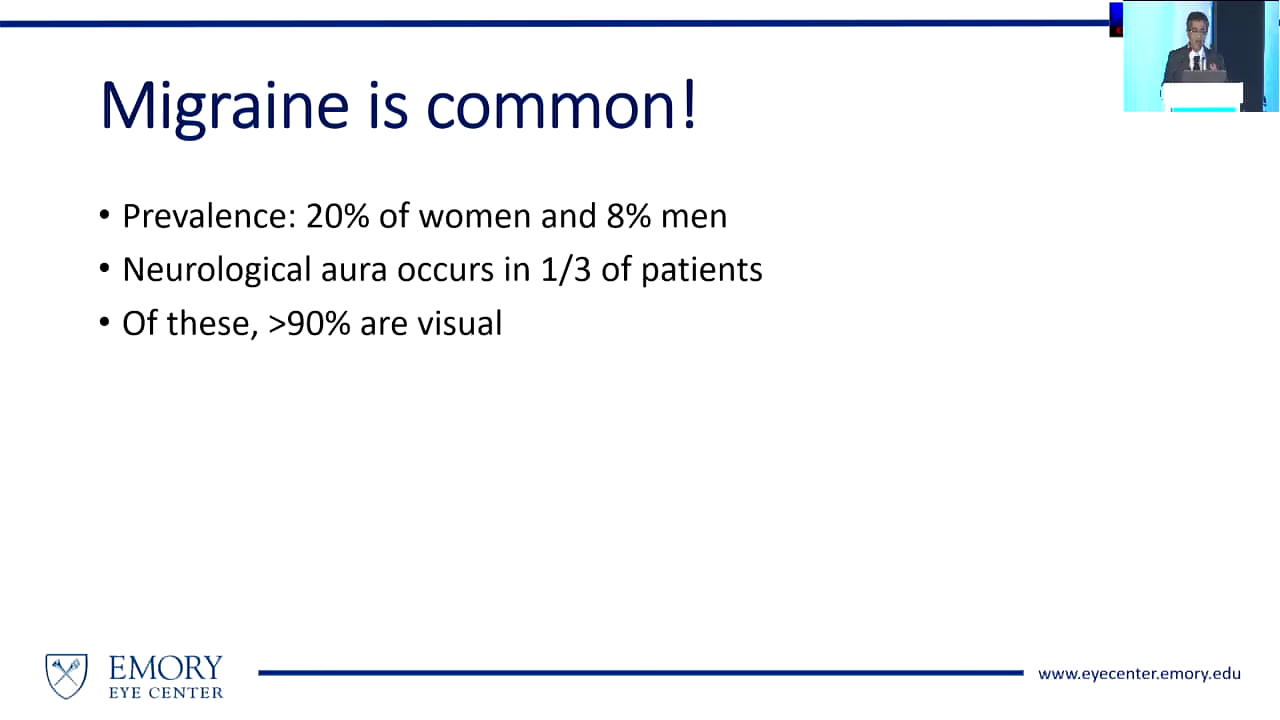 Migraine is common!
• Prevalence: 20% of women and 8% men
• Neurological aura occurs in 1/3 of patients
• Of these, >90% are visual
EMORY
EYE CENTER
www.eyecenter.emory.edu